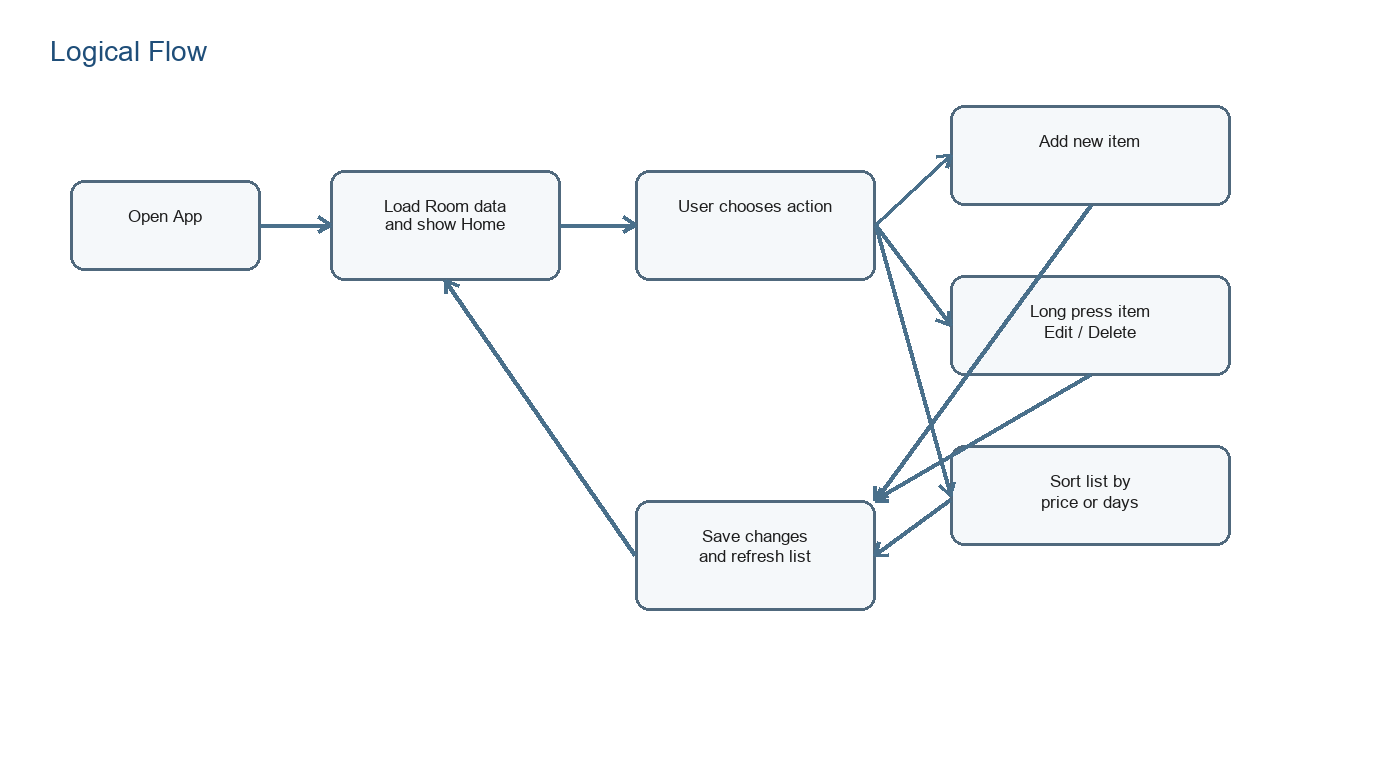 Logical Flow
Open App
Load Room data
and show Home
User chooses action
Add new item
Long press item
Edit / Delete
Sort list by
price or days
Save changes
and refresh list